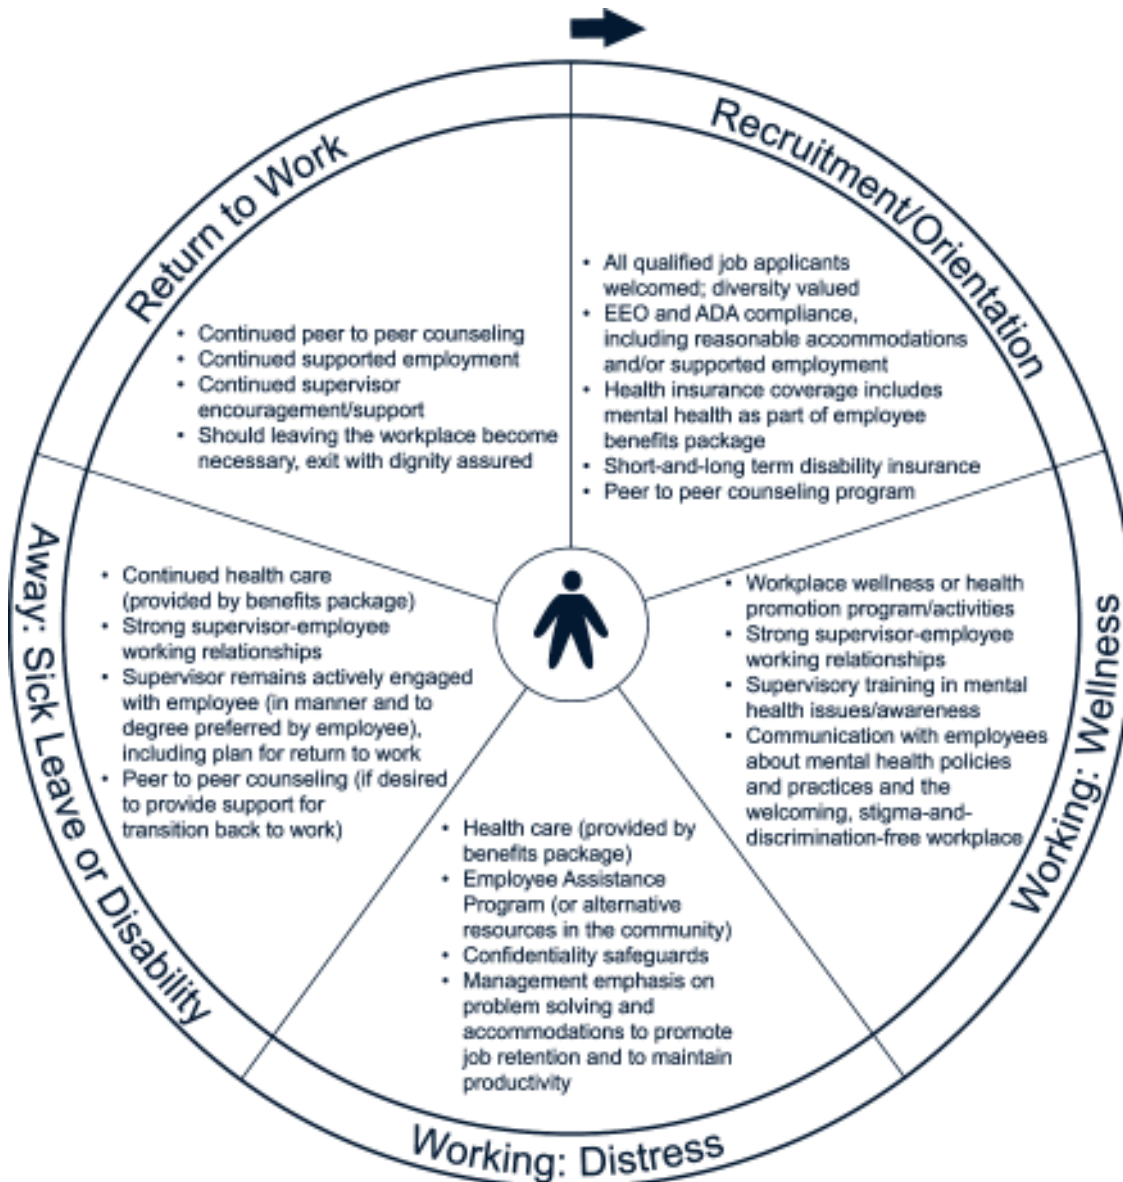 Recruitment/Orientation
• All qualified job applicants
welcomed; diversity valued
• EEO and ADA compliance,
including reasonable accommodations
and/or supported employment
• Health insurance coverage includes
mental health as part of employee
benefits package
• Short-and-long term disability insurance
• Peer to peer counseling program
Working: Wellness
• Workplace wellness or health
promotion program/activities
• Strong supervisor-employee
working relationships
• Supervisory training in mental
health issues/awareness
• Communication with employees
about mental health policies
and practices and the
welcoming, stigma-and-
discrimination-free workplace
Working: Distress
• Health care (provided by
benefits package)
• Employee Assistance
Program (or alternative
resources in the community)
• Confidentiality safeguards
• Management emphasis on
problem solving and
accommodations to promote
job retention and to maintain
productivity
Away: Sick Leave or Disability
• Continued health care
(provided by benefits package)
• Strong supervisor-employee
working relationships
• Supervisor remains actively engaged
with employee (in manner and to
degree preferred by employee),
including plan for return to work
• Peer to peer counseling (if desired
to provide support for
transition back to work)
Return to Work
• Continued peer to peer counseling
• Continued supported employment
• Continued supervisor
encouragement/support
• Should leaving the workplace become
necessary, exit with dignity assured